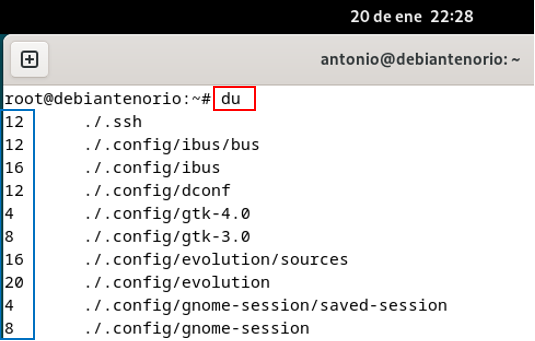 20 de ene 22:28
antonio@debiantenorio: ~
root@debiantenorio:~# du
12 ./.ssh
12 ./.config/ibus/bus
16 ./.config/ibus
12 ./.config/dconf
4 ./.config/gtk-4.0
8 ./.config/gtk-3.0
16 ./.config/evolution/sources
20 ./.config/evolution
4 ./.config/gnome-session/saved-session
8 ./.config/gnome-session